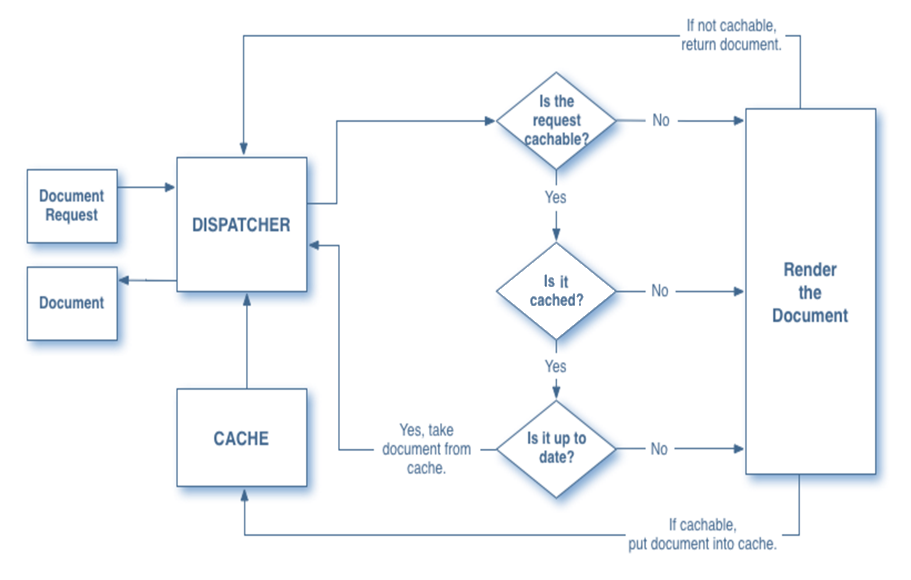 If not cachable,
return document.
Is the
request
cachable?
No
Document
Request
DISPATCHER
Yes
Document
Is it
cached?
No
Render
the
Document
Yes
CACHE
Yes, take
document from
cache.
Is it up to
date?
No
If cachable,
put document into cache.